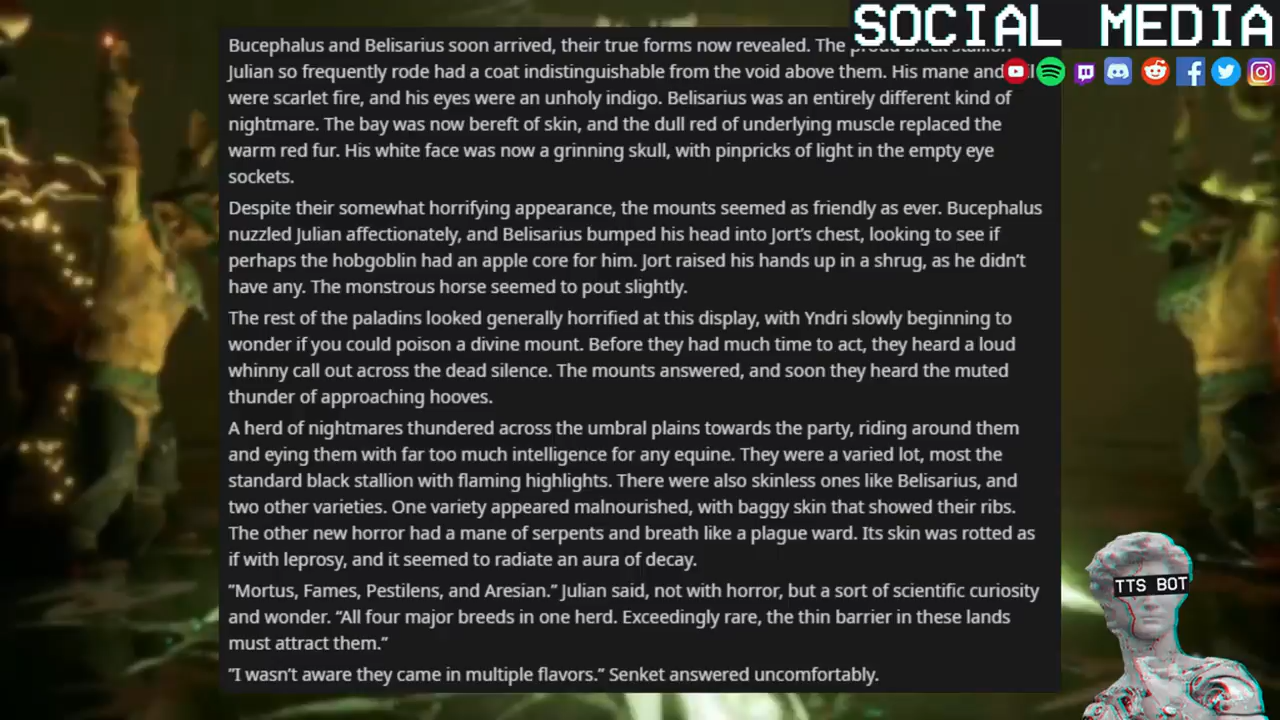 SOCIAL MEDIA
Bucephalus and Belisarius soon arrived, their true forms now revealed. The proud black stallion
Julian so frequently rode had a coat indistinguishable from the void above them. His mane and
were scarlet fire, and his eyes were an unholy indigo. Belisarius was an entirely different kind of
nightmare. The bay was now bereft of skin, and the dull red of underlying muscle replaced the
warm red fur. His white face was now a grinning skull, with pinpricks of light in the empty eye
sockets.
Despite their somewhat horrifying appearance, the mounts seemed as friendly as ever. Bucephalus
nuzzled Julian affectionately, and Belisarius bumped his head into Jort’s chest, looking to see if
perhaps the hobgoblin had an apple core for him. Jort raised his hands up in a shrug, as he didn’t
have any. The monstrous horse seemed to pout slightly.
The rest of the paladins looked generally horrified at this display, with Yndri slowly beginning to
wonder if you could poison a divine mount. Before they had much time to act, they heard a loud
whinny call out across the dead silence. The mounts answered, and soon they heard the muted
thunder of approaching hooves.
A herd of nightmares thundered across the umbral plains towards the party, riding around them
and eying them with far too much intelligence for any equine. They were a varied lot, most the
standard black stallion with flaming highlights. There were also skinless ones like Belisarius, and
two other varieties. One variety appeared malnourished, with baggy skin that showed their ribs.
The other new horror had a mane of serpents and breath like a plague ward. Its skin was rotted as
if with leprosy, and it seemed to radiate an aura of decay.
“Mortus, Fames, Pestilens, and Aresian.” Julian said, not with horror, but a sort of scientific curiosity
and wonder. “All four major breeds in one herd. Exceedingly rare, the thin barrier in these lands
must attract them.”
“I wasn’t aware they came in multiple flavors.” Senket answered uncomfortably.
TTS BOT